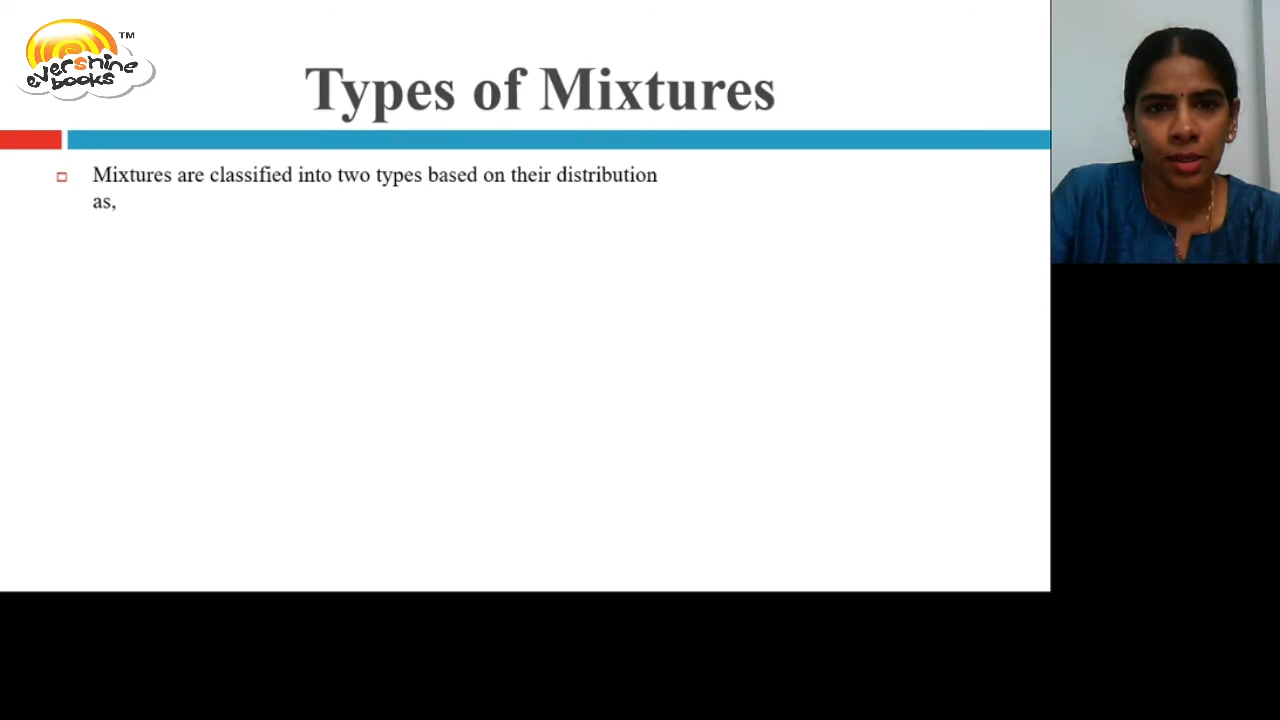 evershine
books
TM
Types of Mixtures
Mixtures are classified into two types based on their distribution
as,